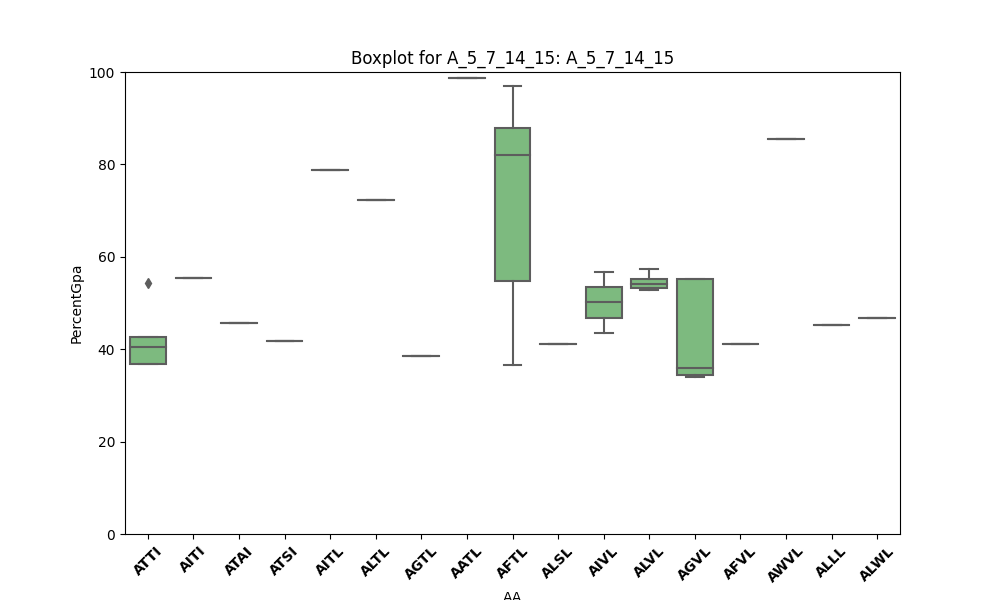 Boxplot for A_5_7_14_15: A_5_7_14_15
PercentGpa
100
80
60
40
20
0
ATTI AITI ATAI ATSI AITL ALTL AGTL AATL AFTL ALSL AIVL ALVL AGVL AFVL AWVL ALLL ALWL
AA